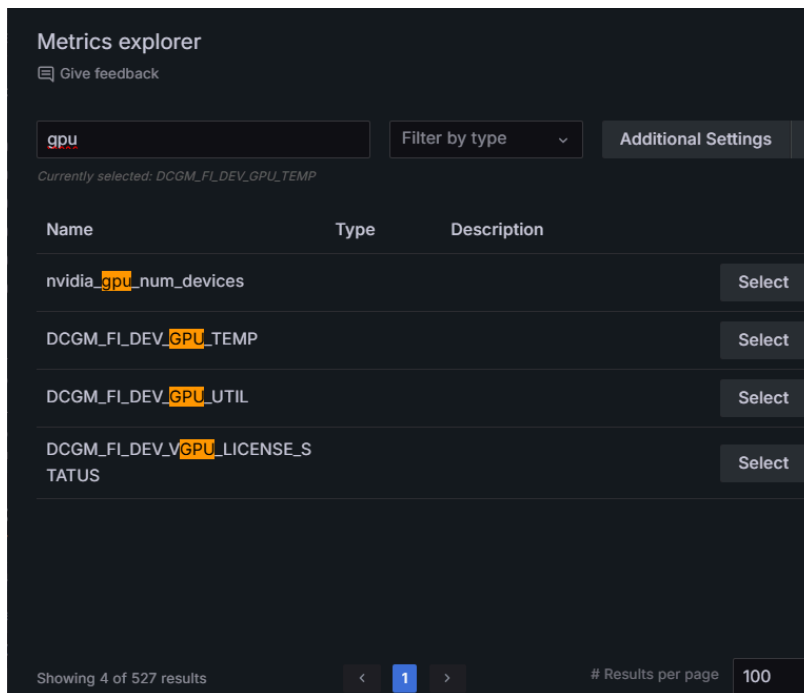 Metrics explorer
Give feedback
gpu
Filter by type
Additional Settings
Currently selected: DCGM_FI_DEV_GPU_TEMP
Name Type Description
nvidia_gpu_num_devices Select
DCGM_FI_DEV_GPU_TEMP Select
DCGM_FI_DEV_GPU_UTIL Select
DCGM_FI_DEV_VGPU_LICENSE_S
TATUS
Select
Showing 4 of 527 results
1
# Results per page 100